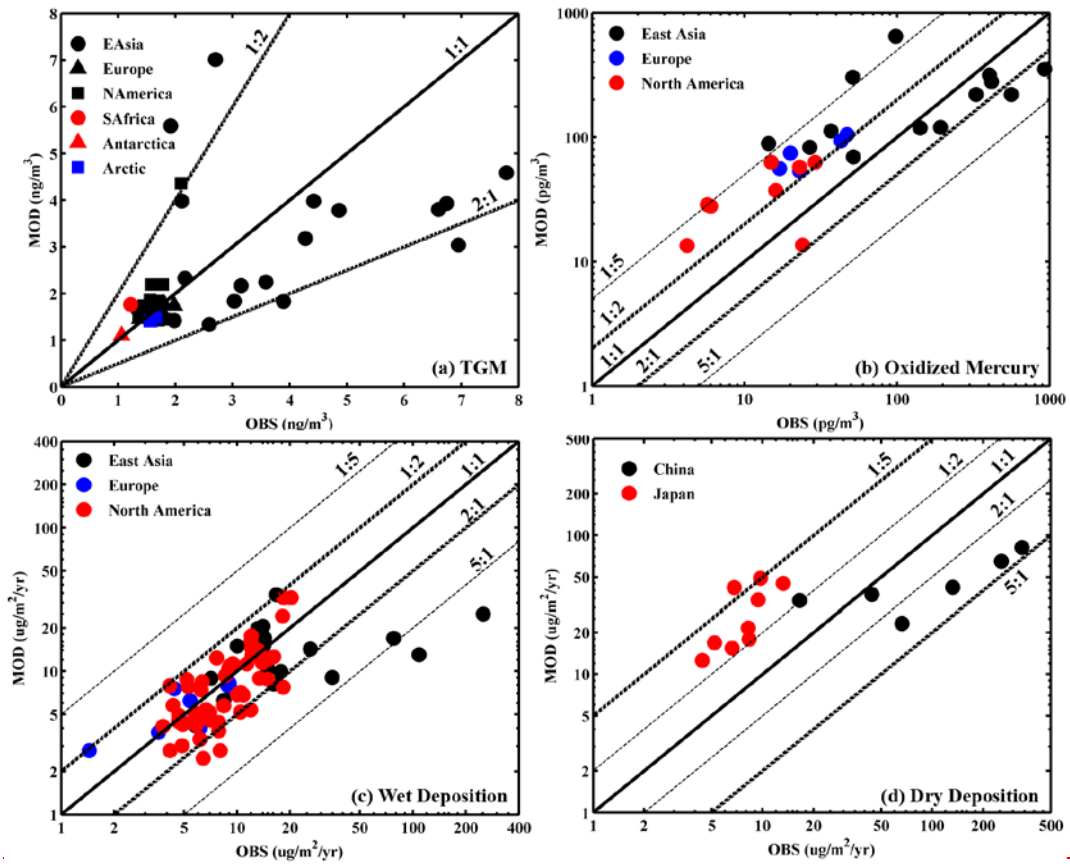 8
7
6
5
4
3
2
1
0
MOD (ng/m³)
EAsia
Europe
NAmerica
SAfrica
Antarctica
Arctic
1:2
1:1
2:1
(a) TGM
0 1 2 3 4 5 6 7 8
OBS (ng/m³)
1000
100
10
1
MOD (pg/m³)
East Asia
Europe
North America
1:5
1:2
1:1
2:1
5:1
(b) Oxidized Mercury
1 10 100 1000
OBS (pg/m³)
400
200
100
50
20
10
5
2
1
MOD (ug/m²/yr)
East Asia
Europe
North America
1:5
1:2
1:1
2:1
5:1
(c) Wet Deposition
1 2 5 10 20 50 100 200 400
OBS (ug/m²/yr)
500
200
100
50
20
10
5
2
1
MOD (ug/m²/yr)
China
Japan
1:5
1:2
1:1
2:1
5:1
(d) Dry Deposition
1 2 5 10 20 50 100 200 500
OBS (ug/m²/yr)